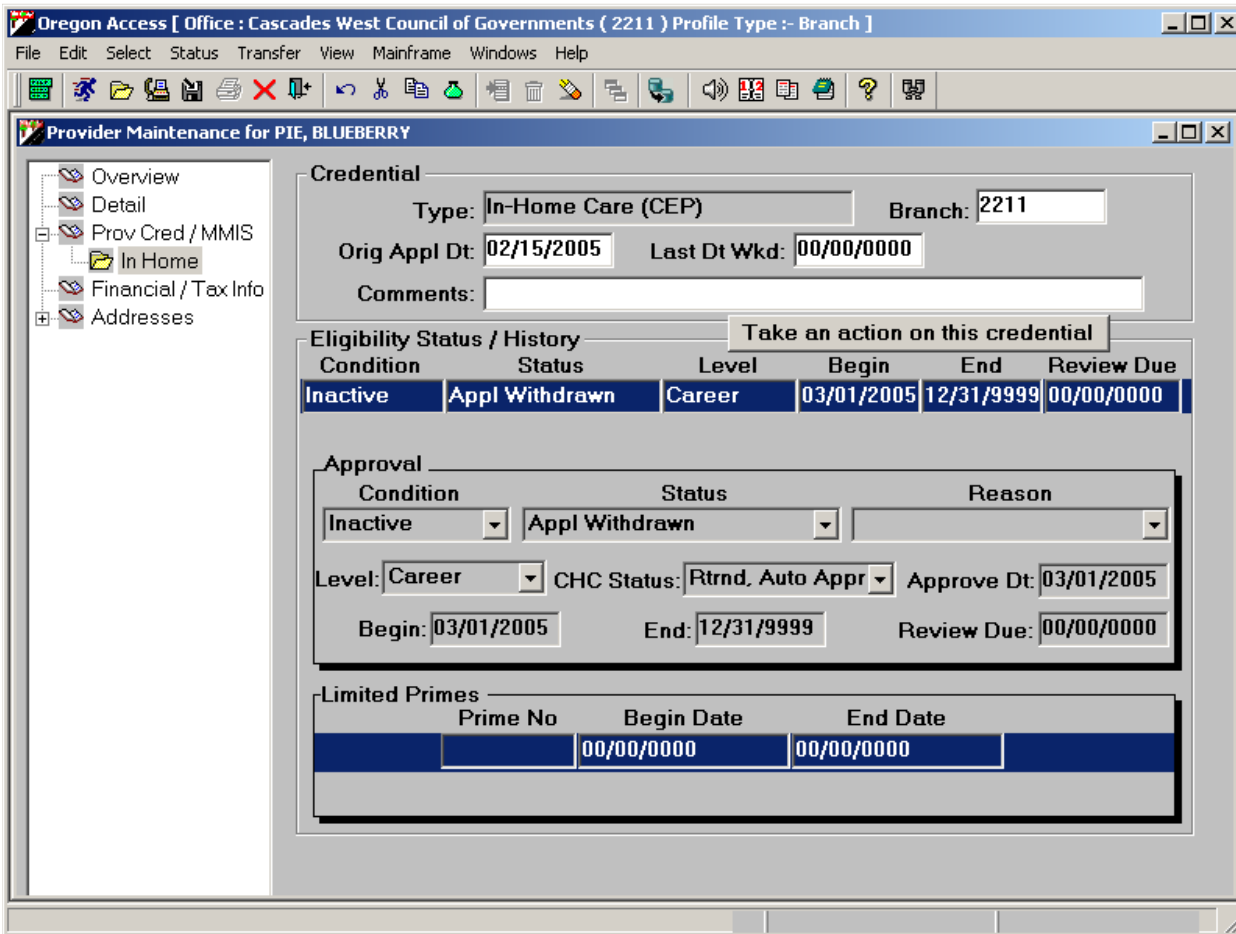 Oregon Access [ Office : Cascades West Council of Governments ( 2211 ) Profile Type :- Branch ]
File Edit Select Status Transfer View Mainframe Windows Help
Provider Maintenance for PIE, BLUEBERRY
Overview
Detail
Prov Cred / MMIS
In Home
Financial / Tax Info
Addresses
Credential
Type: In-Home Care (CEP) Branch: 2211
Orig Appl Dt: 02/15/2005 Last Dt Wkd: 00/00/0000
Comments:
Take an action on this credential
Eligibility Status / History
Condition Status Level Begin End Review Due
Inactive Appl Withdrawn Career 03/01/2005 12/31/9999 00/00/0000
Approval
Condition Status Reason
Inactive Appl Withdrawn
Level: Career CHC Status: Rtrnd, Auto Appr Approve Dt: 03/01/2005
Begin: 03/01/2005 End: 12/31/9999 Review Due: 00/00/0000
Limited Primes
Prime No Begin Date End Date
00/00/0000 00/00/0000